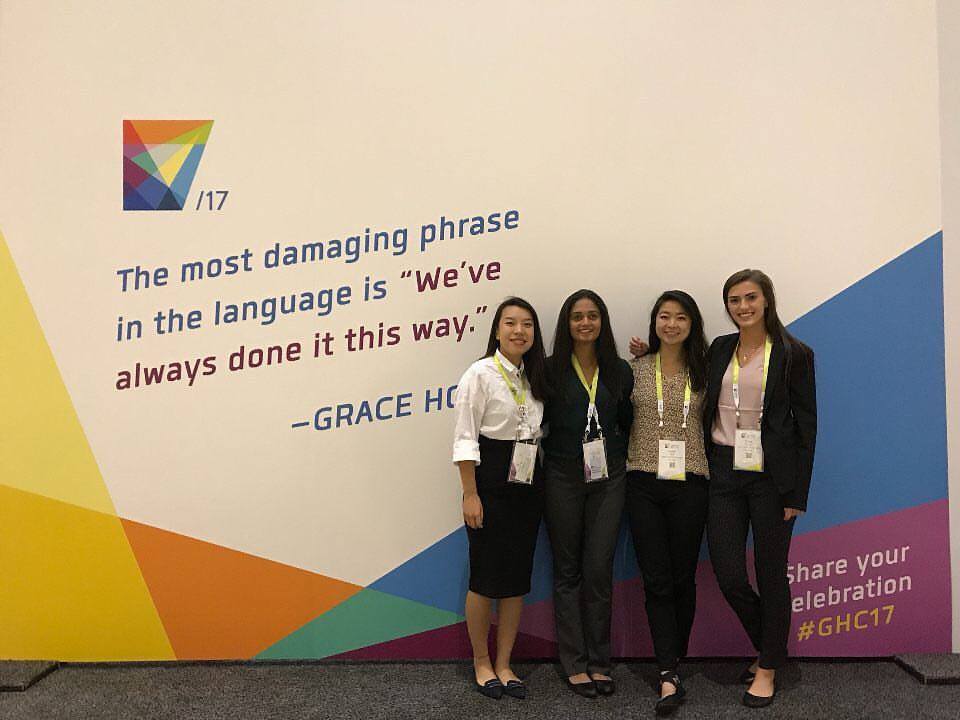 /17
The most damaging phrase
in the language is “We’ve
always done it this way.”
—GRACE HO
Share your
elebration
#GHC17